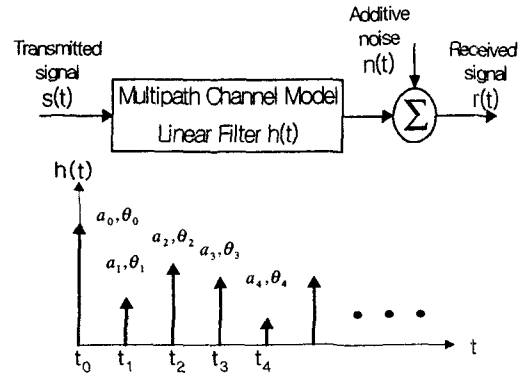 Transmitted
signal
s(t)
Multipath Channel Model
Linear Filter h(t)
Additive
noise
n(t)
Σ
Received
signal
r(t)
h(t)
a₀,θ₀
a₁,θ₁
a₂,θ₂
a₃,θ₃
a₄,θ₄
• • •
t₀ t₁ t₂ t₃ t₄ t